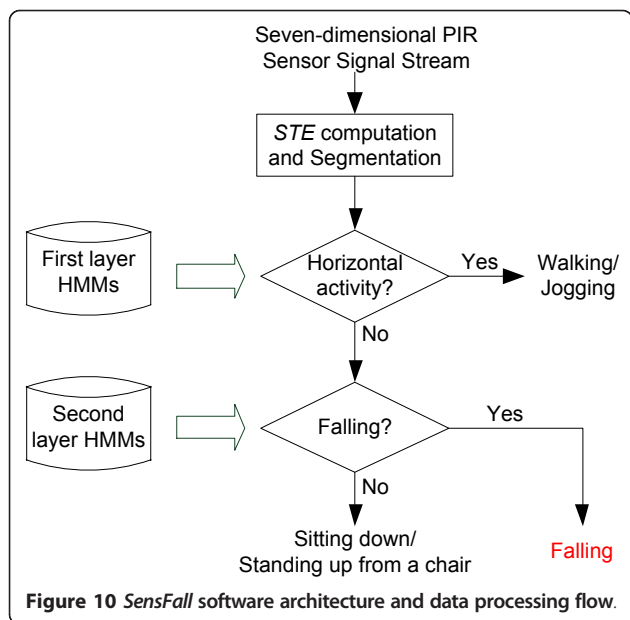 Seven-dimensional PIR
Sensor Signal Stream
STE computation
and Segmentation
First layer
HMMs
Horizontal
activity?
Yes
Walking/
Jogging
No
Second
layer HMMs
Falling?
Yes
No
Sitting down/
Standing up from a chair
Falling
Figure 10 SensFall software architecture and data processing flow.